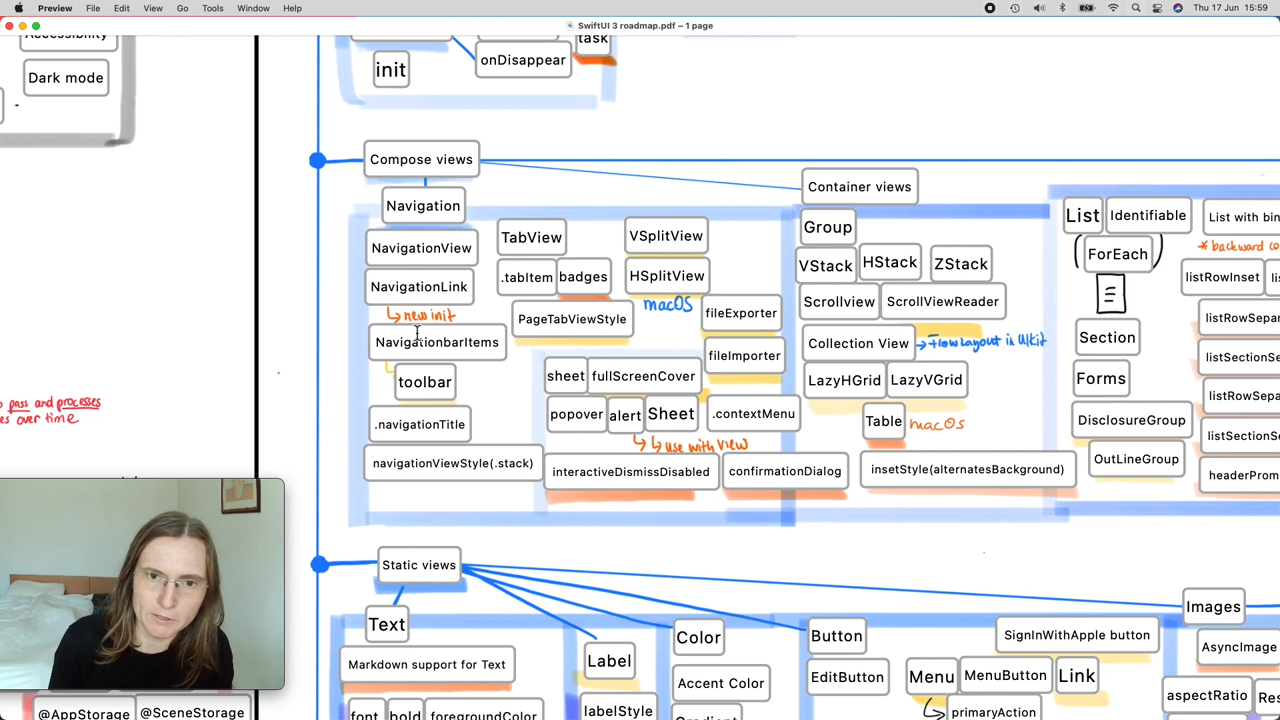 Preview File Edit View Go Tools Window Help
Thu 17 Jun 15:59
SwiftUI 3 roadmap.pdf – 1 page
Accessibility
Dark mode
init
onDisappear
task
Compose views
Navigation
NavigationView
NavigationLink
new init
NavigationbarItems
toolbar
.navigationTitle
navigationViewStyle(.stack)
TabView
.tabItem
badges
PageTabViewStyle
VSplitView
HSplitView
macOS
fileExporter
fileImporter
sheet
fullScreenCover
popover
alert
Sheet
.contextMenu
use with view
interactiveDismissDisabled
confirmationDialog
Container views
Group
VStack
HStack
ZStack
Scrollview
ScrollViewReader
Collection View
Flowlayout in UIKit
LazyHGrid
LazyVGrid
Table
macOS
insetStyle(alternatesBackground)
List
Identifiable
(ForEach)
Section
Forms
DisclosureGroup
OutLineGroup
List with bin
* backward co
listRowInset
listRowSepar
listSectionSe
listRowSepa
listSectionSe
headerProm
pass and processes
es over time
Static views
Text
Markdown support for Text
font
bold
foregroundColor
Label
labelStyle
Color
Accent Color
Gradient
Button
EditButton
Menu
MenuButton
Link
primaryAction
SignInWithApple button
Images
AsyncImage
aspectRatio
Res
@AppStorage
@SceneStorage